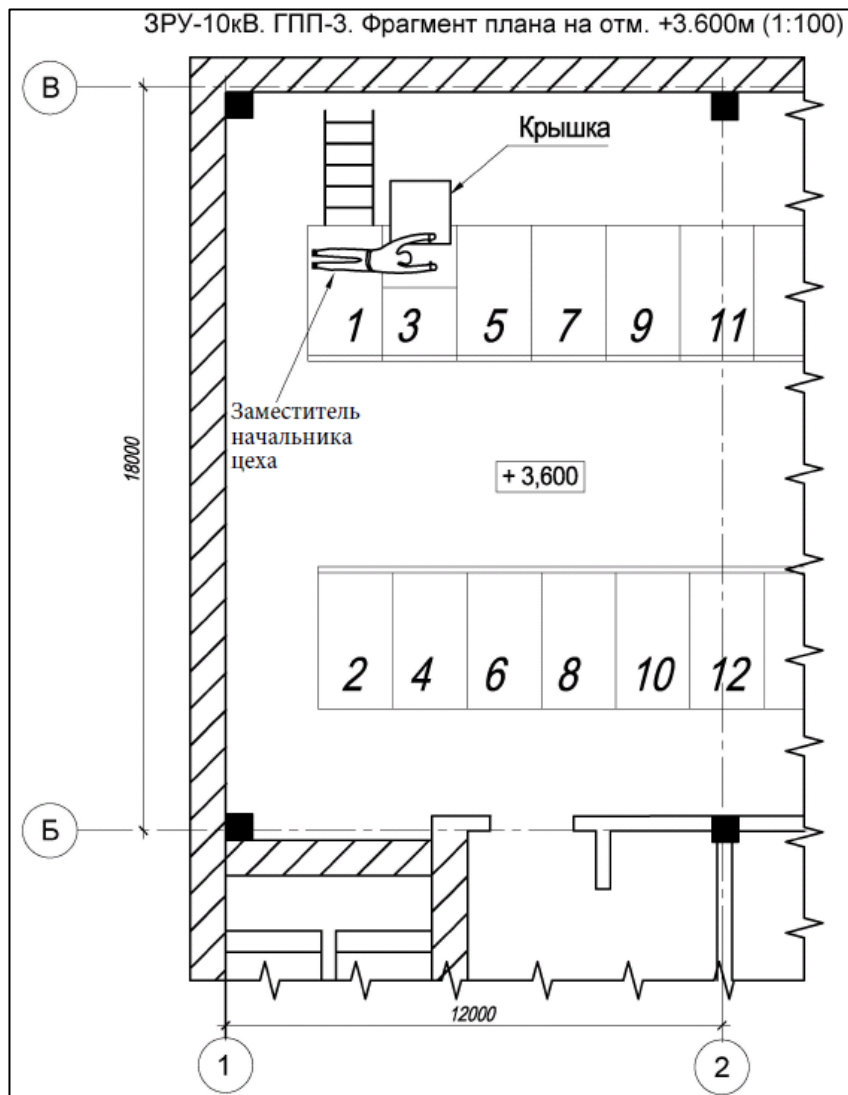 ЗРУ-10кВ. ГПП-3. Фрагмент плана на отм. +3.600м (1:100)
В
Крышка
1 3 5 7 9 11
Заместитель
начальника
цеха
18000
+ 3,600
2 4 6 8 10 12
Б
12000
1
2